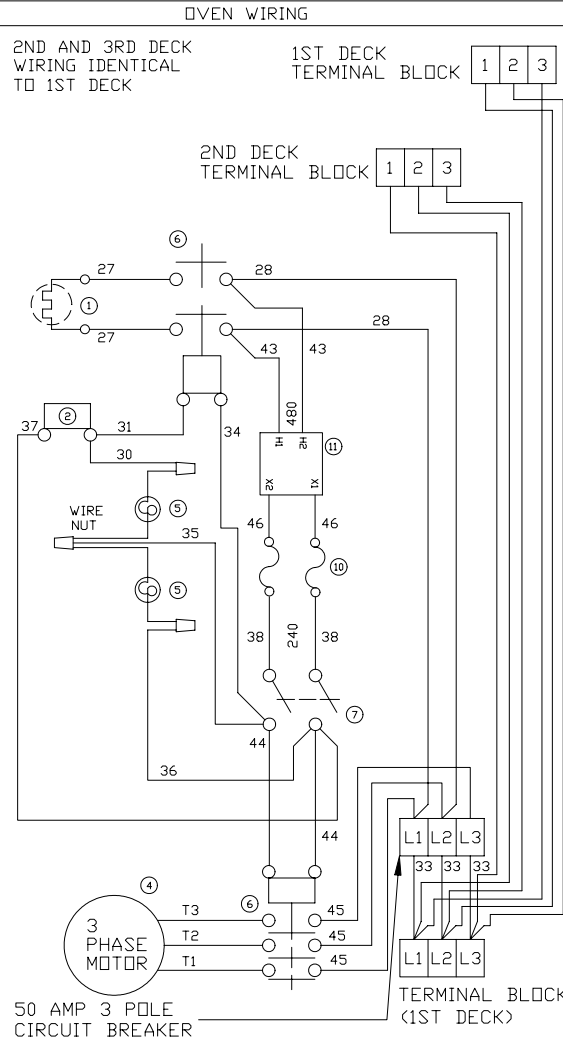 OVEN WIRING
2ND AND 3RD DECK
WIRING IDENTICAL
TO 1ST DECK
1ST DECK
TERMINAL BLOCK
1 2 3
2ND DECK
TERMINAL BLOCK
1 2 3
6
27
28
1
27
28
43
43
480
2
37
31
34
H1 H2
11
30
X2 X1
5
WIRE
NUT
46
46
35
10
5
38
240
38
7
44
36
44
L1 L2 L3
33 33 33
4
6
T3
45
3
PHASE
MOTOR
T2
45
T1
45
L1 L2 L3
50 AMP 3 POLE
CIRCUIT BREAKER
TERMINAL BLOCK
(1ST DECK)